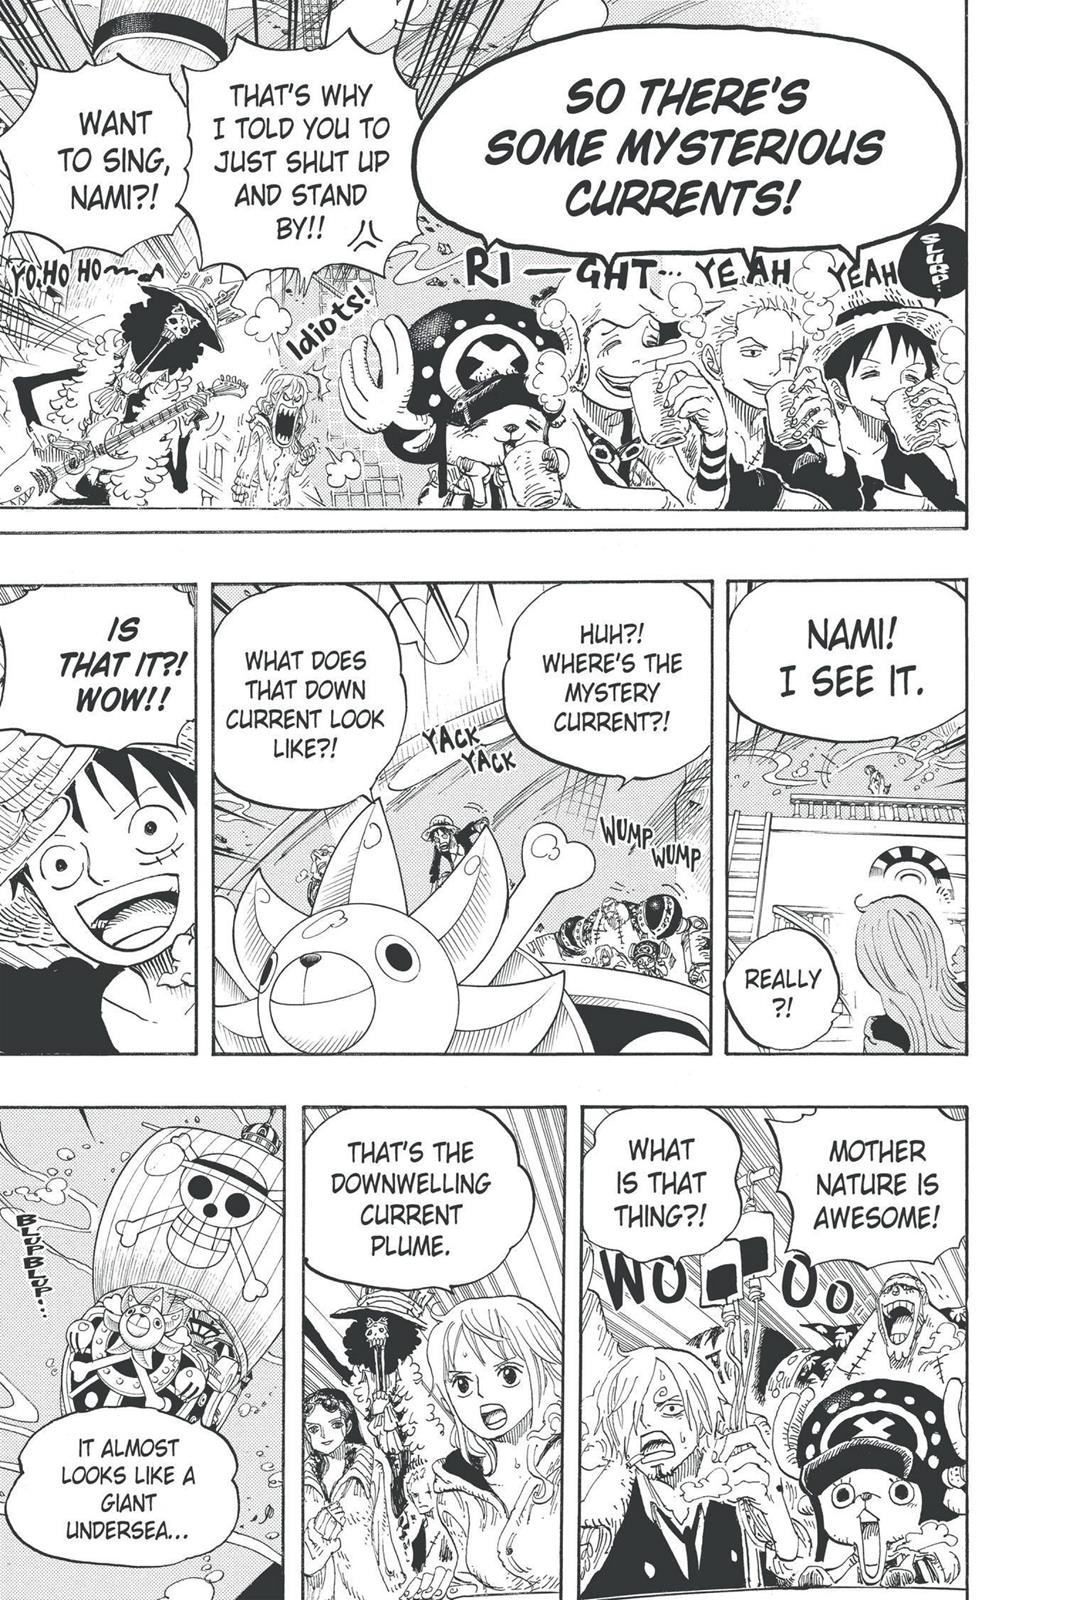 SO THERE'S
SOME MYSTERIOUS
CURRENTS!
SLURP..
YEAH
YEAH
RI—GHT...
THAT'S WHY
I TOLD YOU TO
JUST SHUT UP
AND STAND
BY!!
Idiots!
WANT
TO SING,
NAMI?!
YO HO HO~♪
NAMI!
I SEE IT.
REALLY
?!
HUH?!
WHERE'S THE
MYSTERY
CURRENT?!
WUMP
WUMP
WHAT DOES
THAT DOWN
CURRENT LOOK
LIKE?!
YACK
YACK
IS
THAT IT?!
WOW!!
MOTHER
NATURE IS
AWESOME!
WHAT
IS THAT
THING?!
WOOOO
THAT'S THE
DOWNWELLING
CURRENT
PLUME.
BLUPBLUP!..
IT ALMOST
LOOKS LIKE A
GIANT
UNDERSEA...